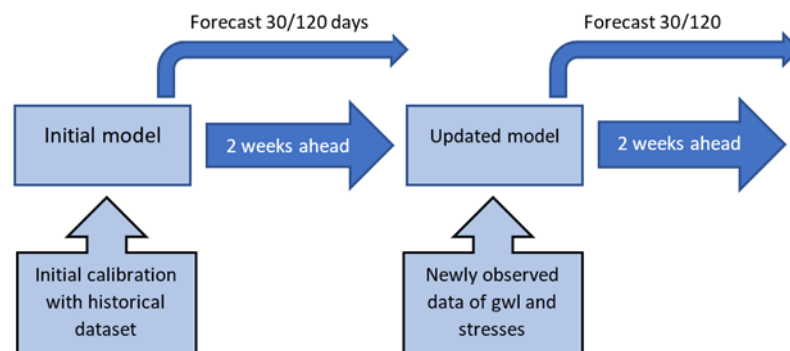 Forecast 30/120 days
Forecast 30/120
Initial model
2 weeks ahead
Updated model
2 weeks ahead
Initial calibration
with historical
dataset
Newly observed
data of gwl and
stresses